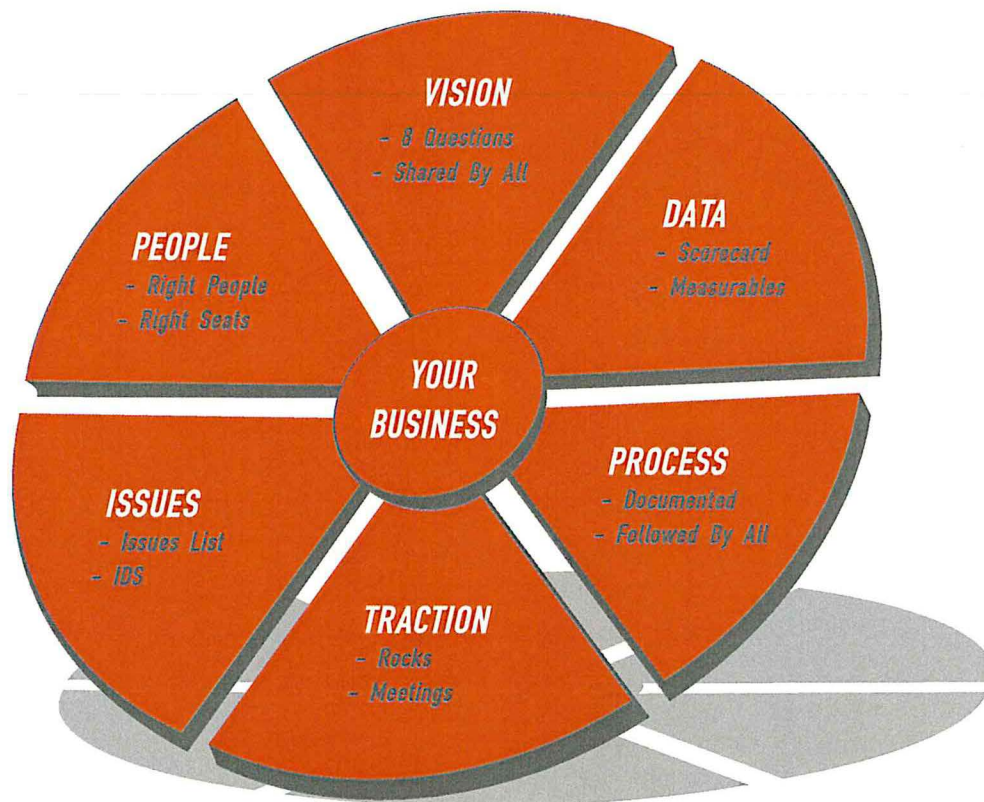 VISION
- 8 Questions
- Shared By All
DATA
- Scorecard
- Measurables
PEOPLE
- Right People
- Right Seats
YOUR
BUSINESS
PROCESS
- Documented
- Followed By All
ISSUES
- Issues List
- IDS
TRACTION
- Rocks
- Meetings